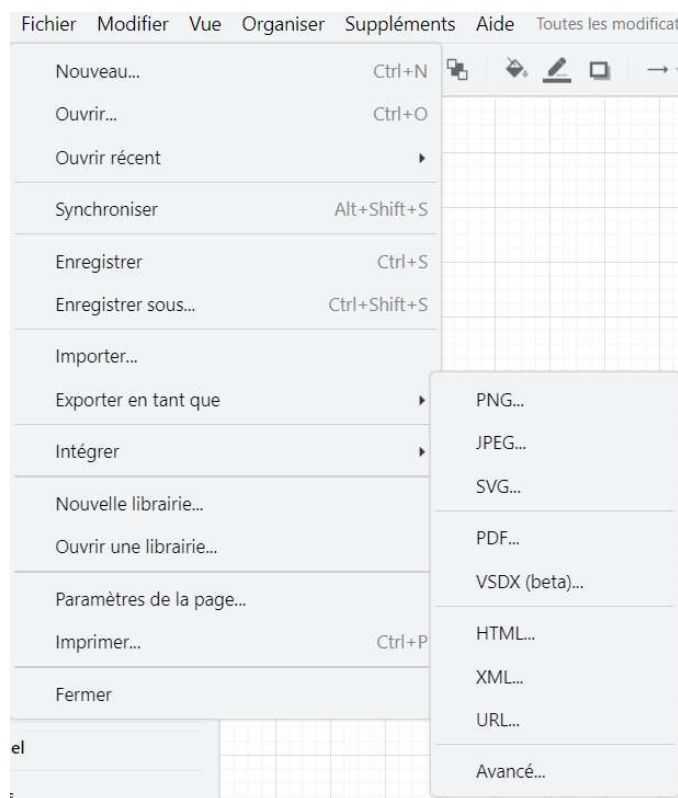 Fichier Modifier Vue Organiser Suppléments Aide Toutes les modificat
Nouveau... Ctrl+N
Ouvrir... Ctrl+O
Ouvrir récent
Synchroniser Alt+Shift+S
Enregistrer Ctrl+S
Enregistrer sous... Ctrl+Shift+S
Importer...
Exporter en tant que
Intégrer
Nouvelle librairie...
Ouvrir une librairie...
Paramètres de la page...
Imprimer... Ctrl+P
Fermer
PNG...
JPEG...
SVG...
PDF...
VSDX (beta)...
HTML...
XML...
URL...
Avancé...
el